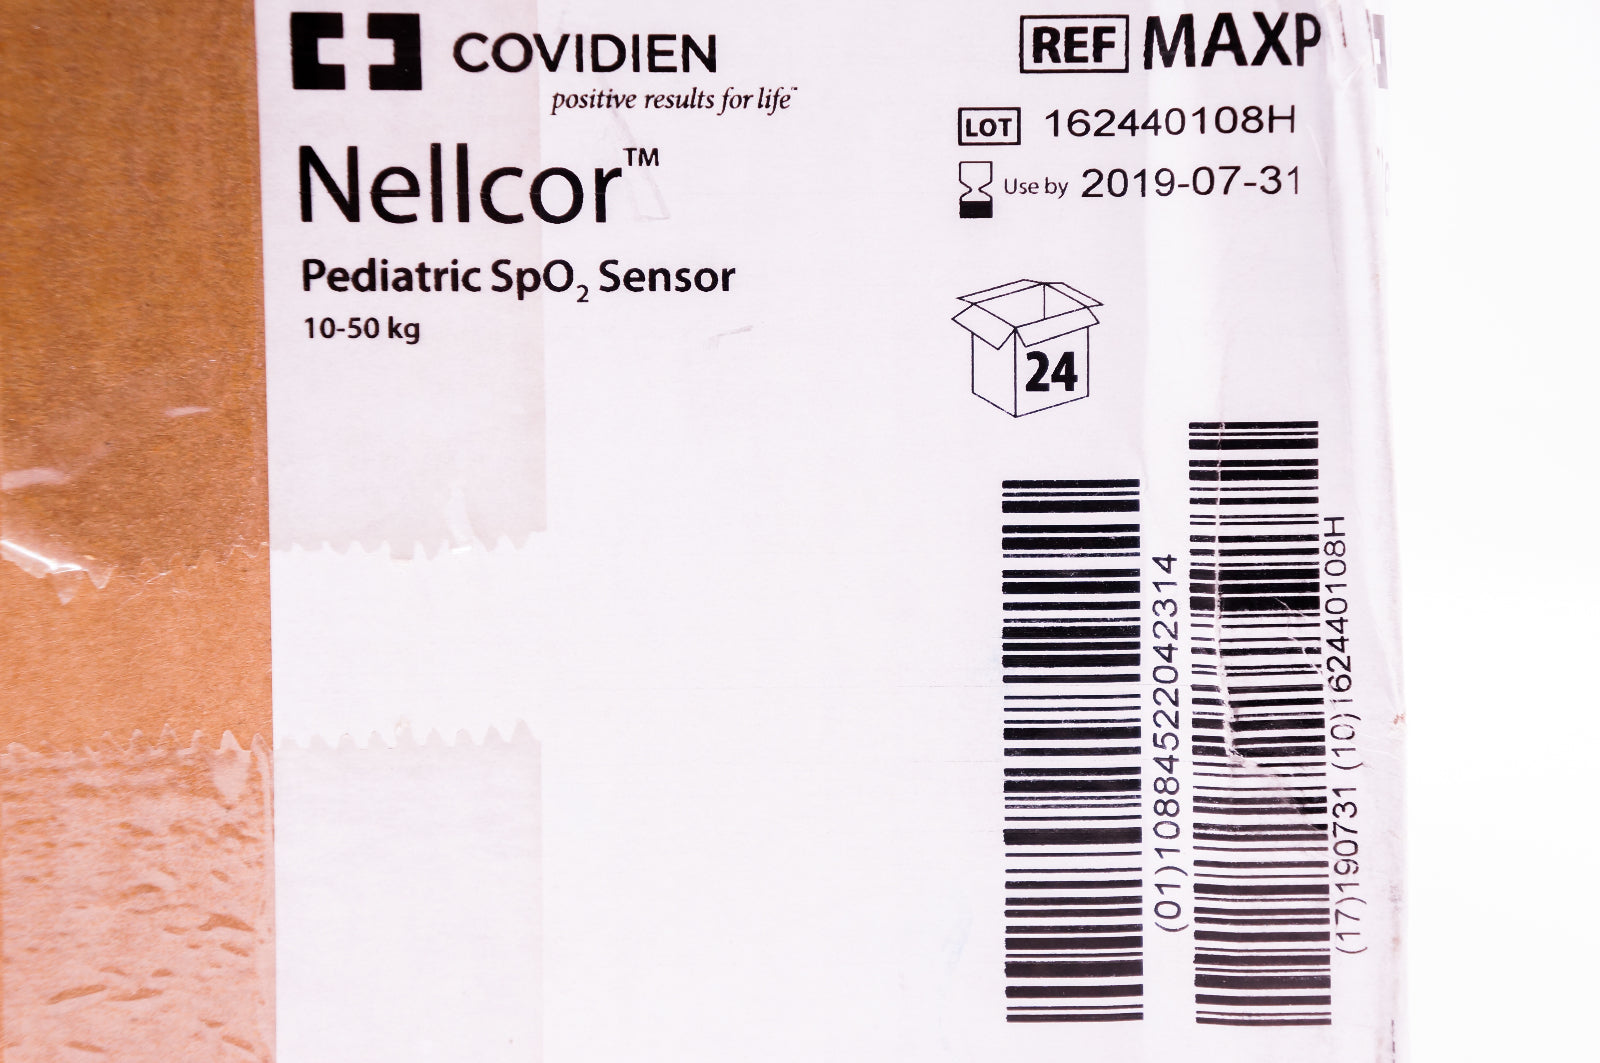 COVIDIEN
positive results for life™
Nellcor™
Pediatric SpO₂ Sensor
10-50 kg
REF MAXP
LOT 162440108H
Use by 2019-07-31
24
(01)10884522042314
(17)190731 (10)162440108H